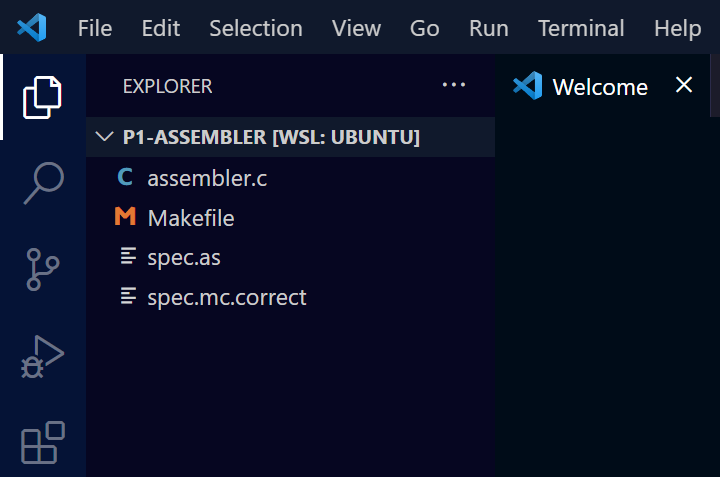 File Edit Selection View Go Run Terminal Help
EXPLORER ···
Welcome
P1-ASSEMBLER [WSL: UBUNTU]
C assembler.c
M Makefile
spec.as
spec.mc.correct